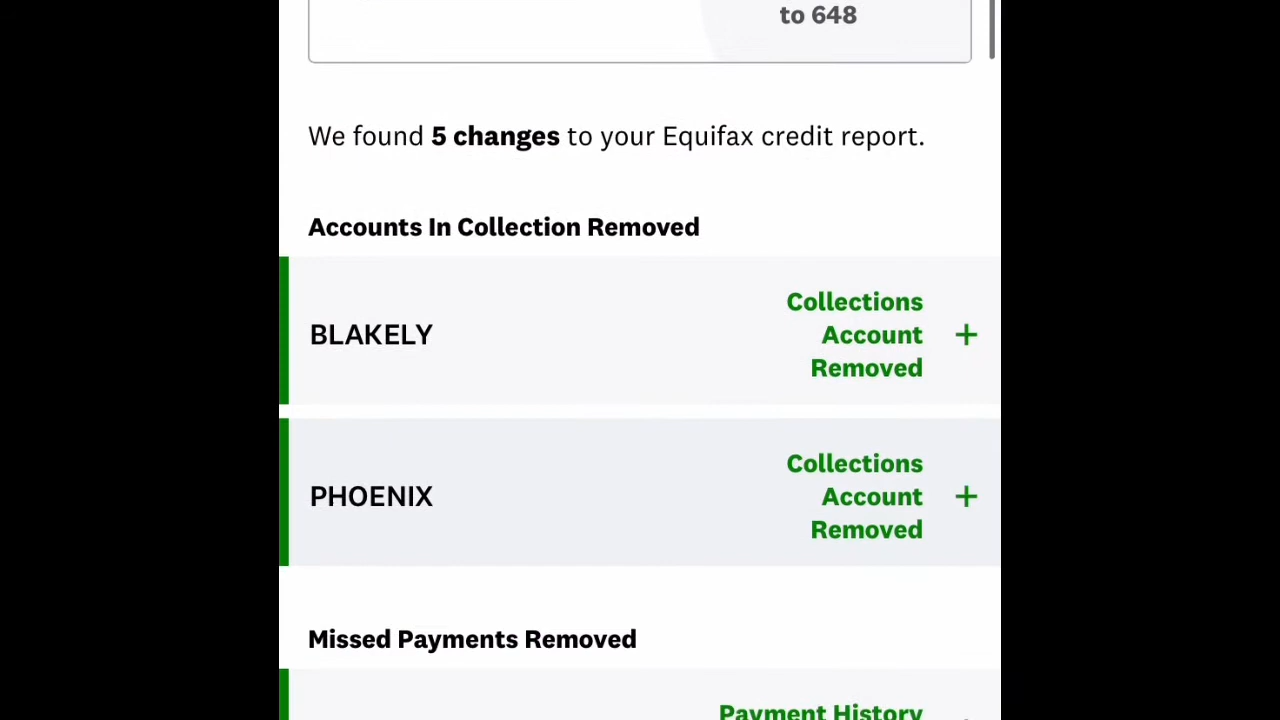 to 648
We found 5 changes to your Equifax credit report.
Accounts In Collection Removed
BLAKELY
Collections
Account
Removed
+
PHOENIX
Collections
Account
Removed
+
Missed Payments Removed
Payment History